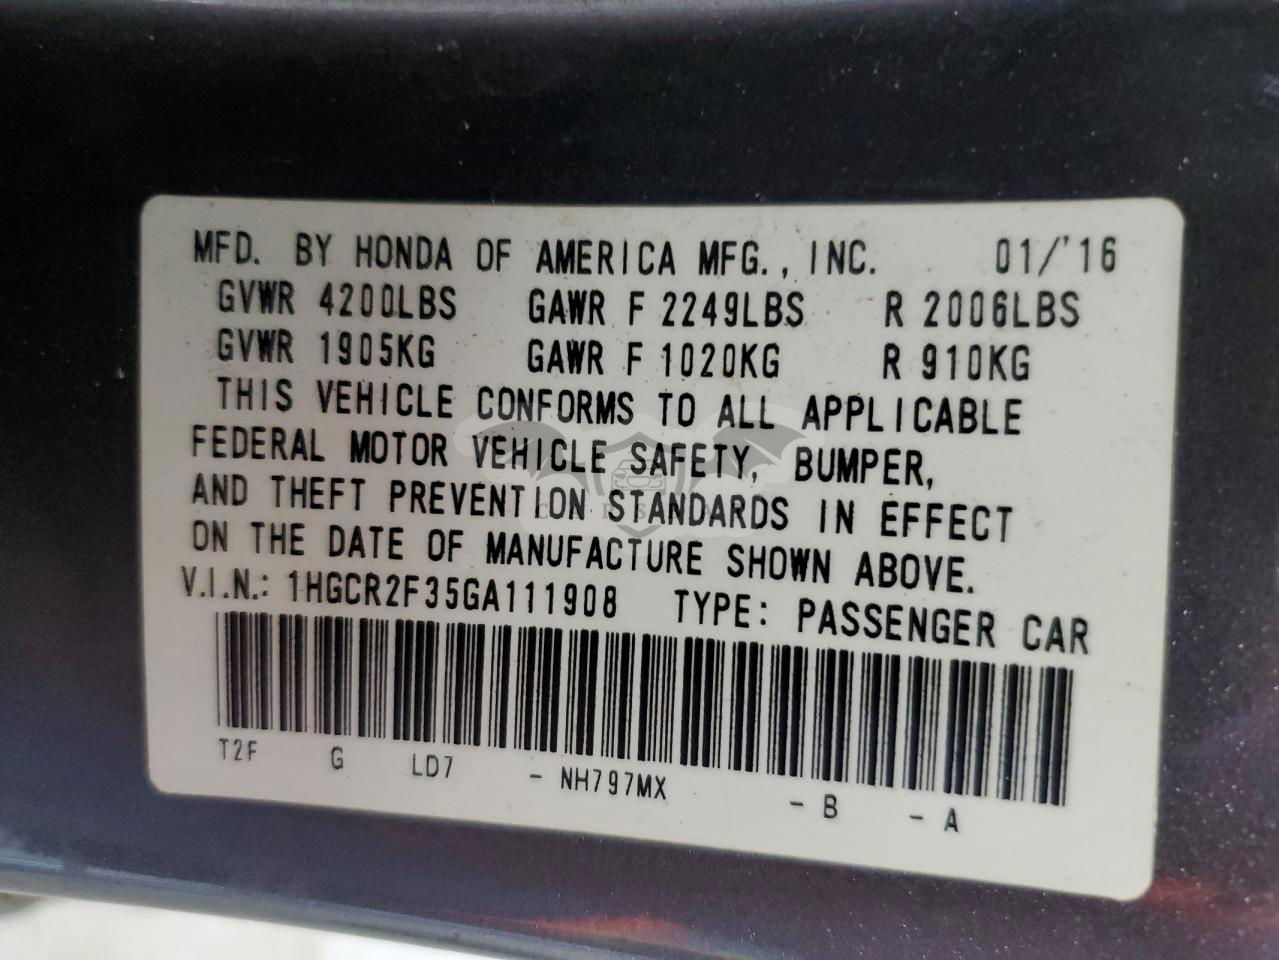 MFD. BY HONDA OF AMERICA MFG., INC. 01/'16
GVWR 4200LBS GAWR F 2249LBS R 2006LBS
GVWR 1905KG GAWR F 1020KG R 910KG
THIS VEHICLE CONFORMS TO ALL APPLICABLE
FEDERAL MOTOR VEHICLE SAFETY, BUMPER,
AND THEFT PREVENTION STANDARDS IN EFFECT
ON THE DATE OF MANUFACTURE SHOWN ABOVE.
V.I.N.: 1HGCR2F35GA111908 TYPE: PASSENGER CAR
T2F G LD7 - NH797MX - B - A